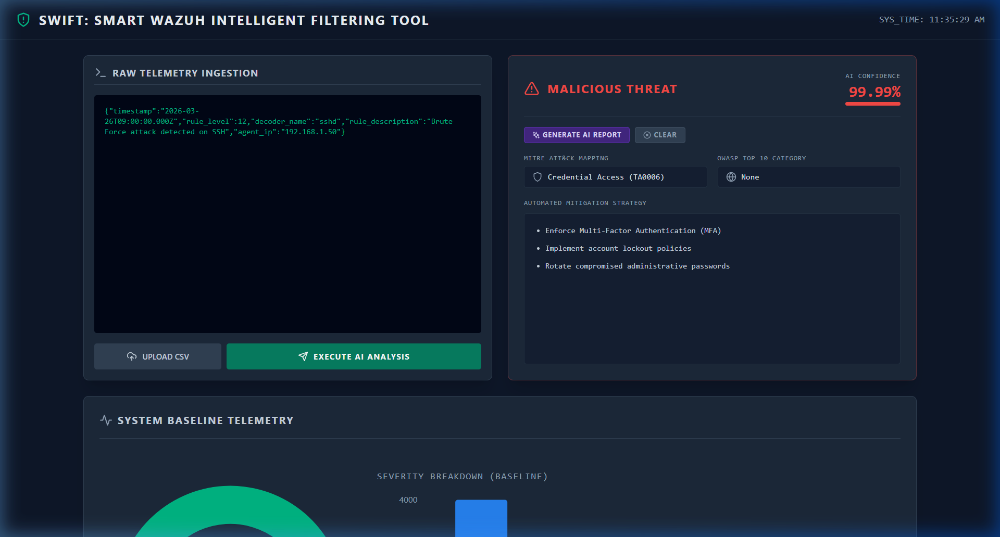 SWIFT: SMART WAZUH INTELLIGENT FILTERING TOOL
SYS_TIME: 11:35:29 AM
RAW TELEMETRY INGESTION
{"timestamp":"2026-03-
26T09:00:00.000Z","rule_level":12,"decoder_name":"sshd","rule_description":"Brute
Force attack detected on SSH","agent_ip":"192.168.1.50"}
UPLOAD CSV
EXECUTE AI ANALYSIS
MALICIOUS THREAT
AI CONFIDENCE
99.99%
GENERATE AI REPORT
CLEAR
MITRE ATT&CK MAPPING
Credential Access (TA0006)
OWASP TOP 10 CATEGORY
None
AUTOMATED MITIGATION STRATEGY
• Enforce Multi-Factor Authentication (MFA)
• Implement account lockout policies
• Rotate compromised administrative passwords
SYSTEM BASELINE TELEMETRY
SEVERITY BREAKDOWN (BASELINE)
4000